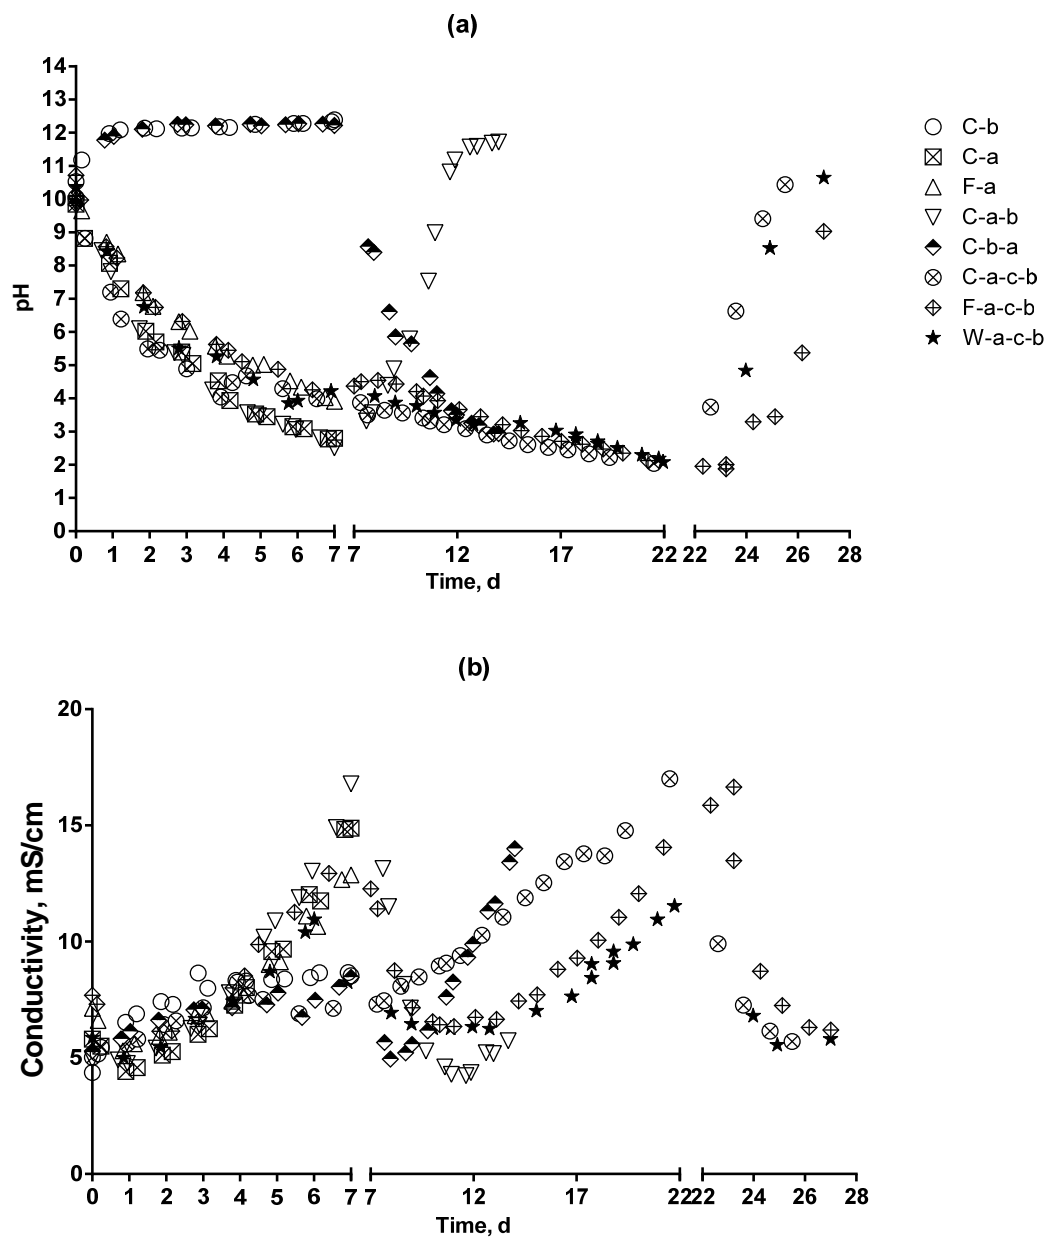 (a)
14
13
12
11
10
9
8
7
6
5
4
3
2
1
0
pH
0 1 2 3 4 5 6 7 7 12 17 22 22 24 26 28
Time, d
C-b
C-a
F-a
C-a-b
C-b-a
C-a-c-b
F-a-c-b
W-a-c-b
(b)
20
15
10
5
0
Conductivity, mS/cm
0 1 2 3 4 5 6 7 7 12 17 22 22 24 26 28
Time, d